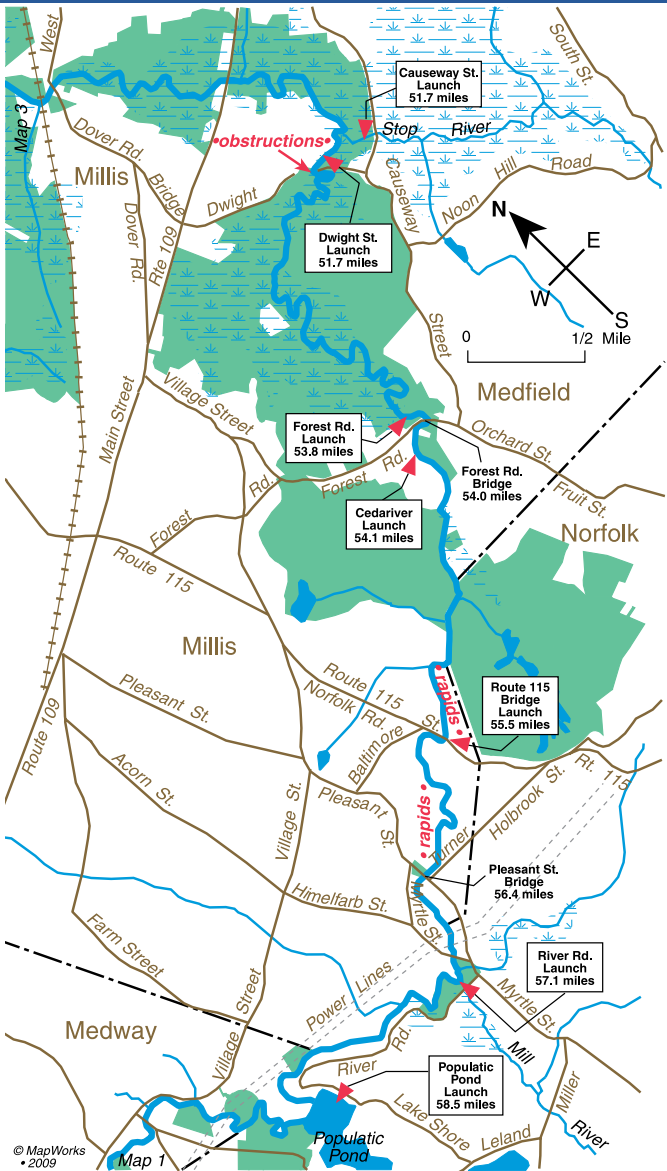 West
South St.
Causeway St.
Launch
51.7 miles
Map 3
Dover Rd.
•obstructions•
Stop River
Millis
Bridge
Dover Rd.
Rte 109
Dwight
Causeway
Noon Hill Road
N
E
W
S
Dwight St.
Launch
51.7 miles
0
1/2
Mile
Street
Main Street
Village Street
Medfield
Forest Rd.
Launch
53.8 miles
Orchard St.
Forest Rd.
Bridge
54.0 miles
Forest Rd.
Forest Rd.
Fruit St.
Cedariver
Launch
54.1 miles
Norfolk
Route 115
Millis
Route 115
Norfolk Rd.
St.
• rapids •
Route 115
Bridge
Launch
55.5 miles
Pleasant St.
Route 109
Baltimore
Rt. 115
Acorn St.
Pleasant St.
• rapids •
Turner
Holbrook St.
Village St.
Pleasant St.
Bridge
56.4 miles
Himelfarb St.
Myrtle St.
Farm Street
Power Lines
River Rd.
Launch
57.1 miles
Myrtle St.
Village Street
Medway
River Rd.
Mill River
Miller
Populatic
Pond
Launch
58.5 miles
Lake Shore
Leland
Populatic
Pond
Map 1
© MapWorks
• 2009